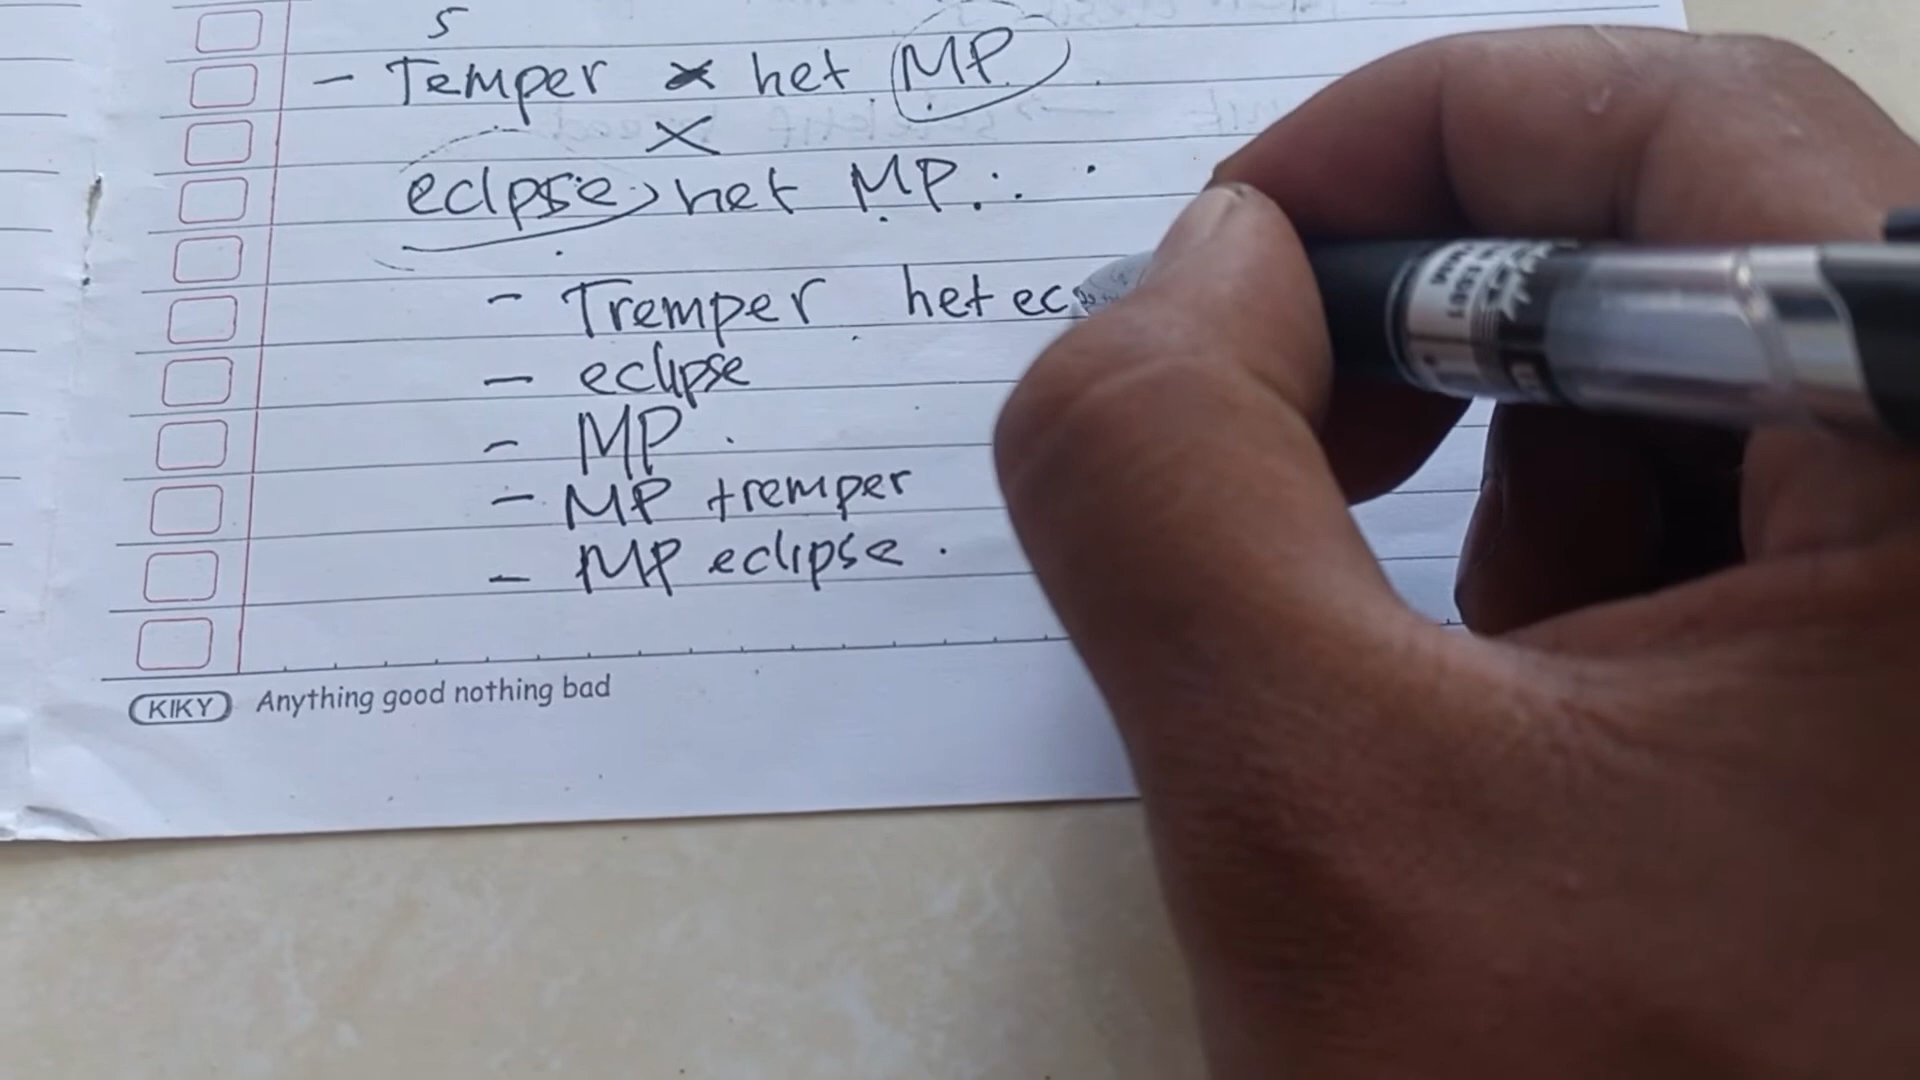 5
- Temper x het MP
x
eclpse het MP
- Tremper het ec
- eclipse
- MP
- MP tremper
- MP eclipse
KIKY Anything good nothing bad